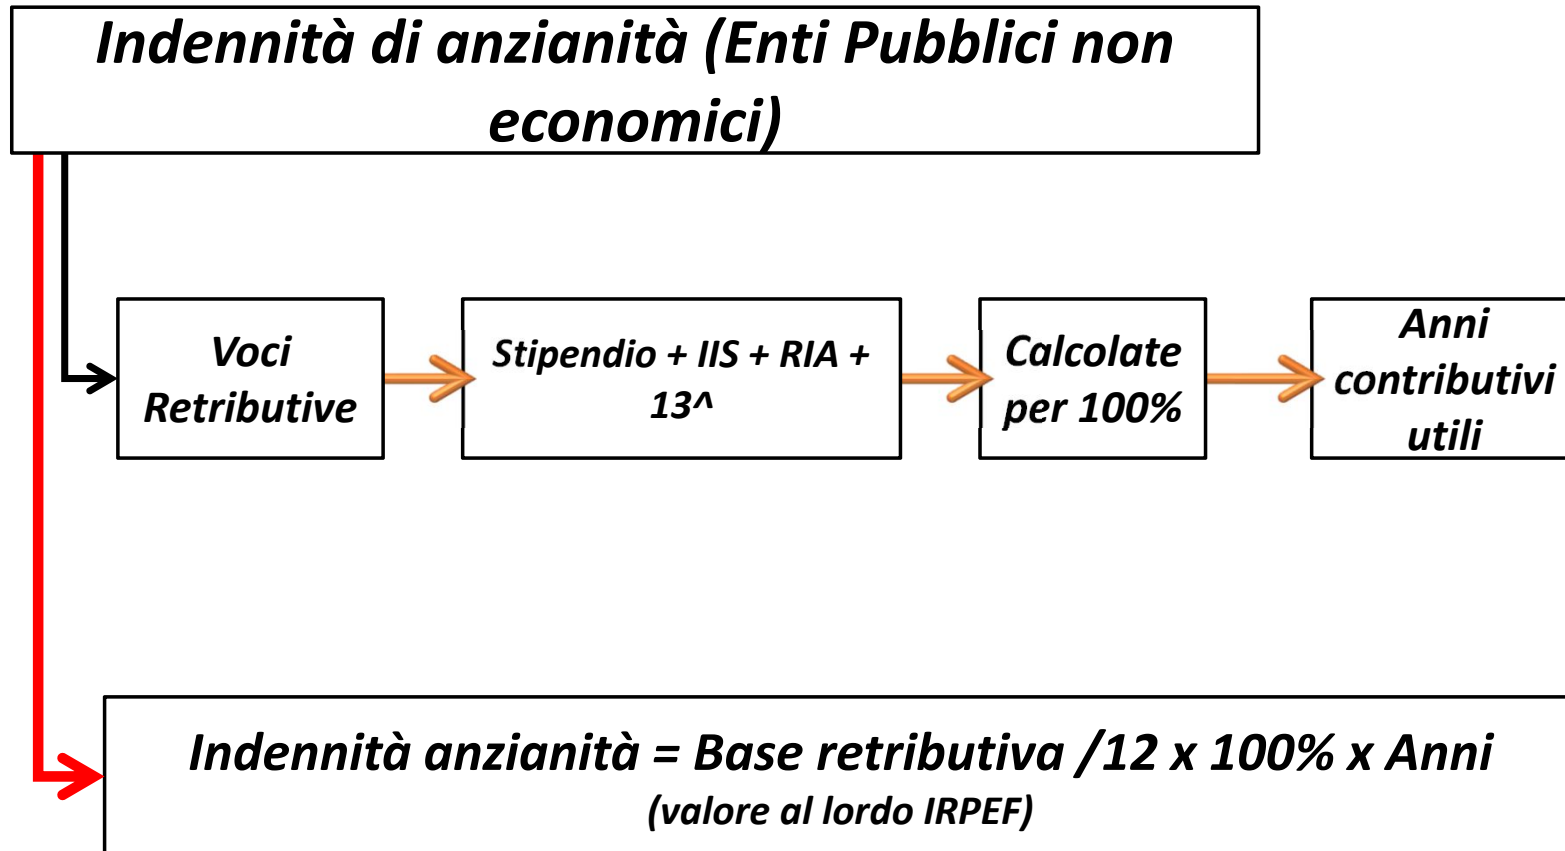 Indennità di anzianità (Enti Pubblici non
economici)
Voci
Retributive
Stipendio + IIS + RIA +
13^
Calcolate
per 100%
Anni
contributivi
utili
Indennità anzianità = Base retributiva /12 x 100% x Anni
(valore al lordo IRPEF)